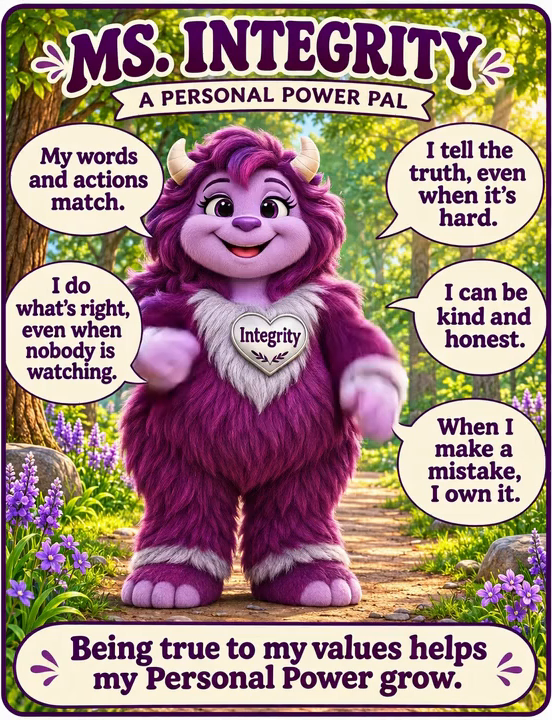 MS. INTEGRITY
A PERSONAL POWER PAL
My words
and actions
match.
I tell the
truth, even
when it's
hard.
I do
what's right,
even when
nobody is
watching.
I can be
kind and
honest.
Integrity
When I
make a
mistake,
I own it.
Being true to my values helps
my Personal Power grow.